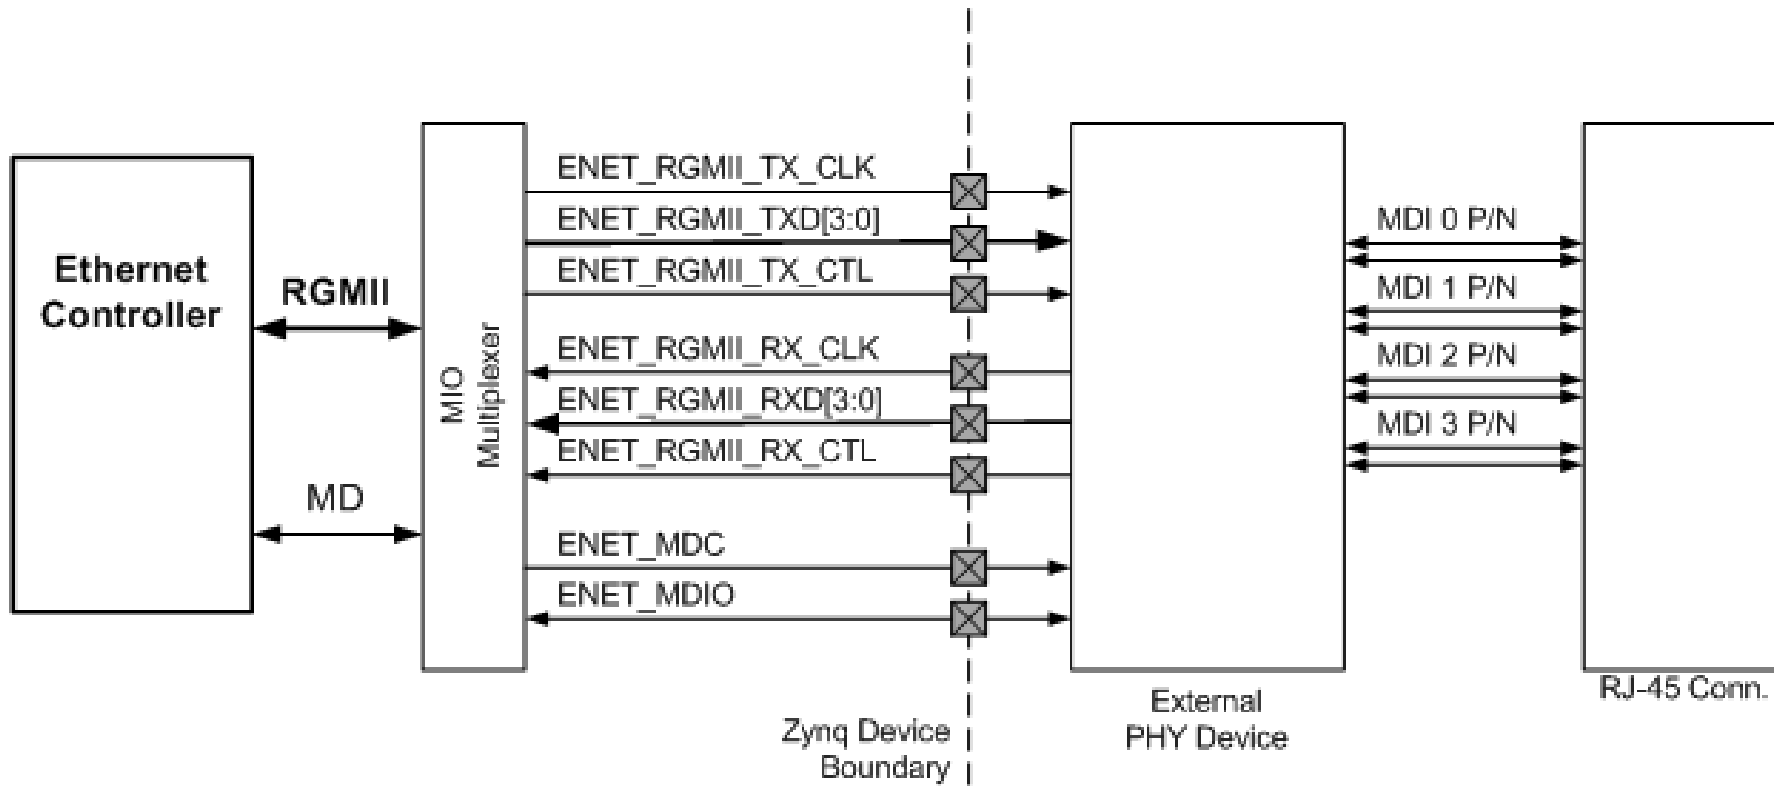 Ethernet
Controller
RGMII
MD
MIO
Multiplexer
ENET_RGMII_TX_CLK
ENET_RGMII_TXD[3:0]
ENET_RGMII_TX_CTL
ENET_RGMII_RX_CLK
ENET_RGMII_RXD[3:0]
ENET_RGMII_RX_CTL
ENET_MDC
ENET_MDIO
Zynq Device
Boundary
External
PHY Device
MDI 0 P/N
MDI 1 P/N
MDI 2 P/N
MDI 3 P/N
RJ-45 Conn.